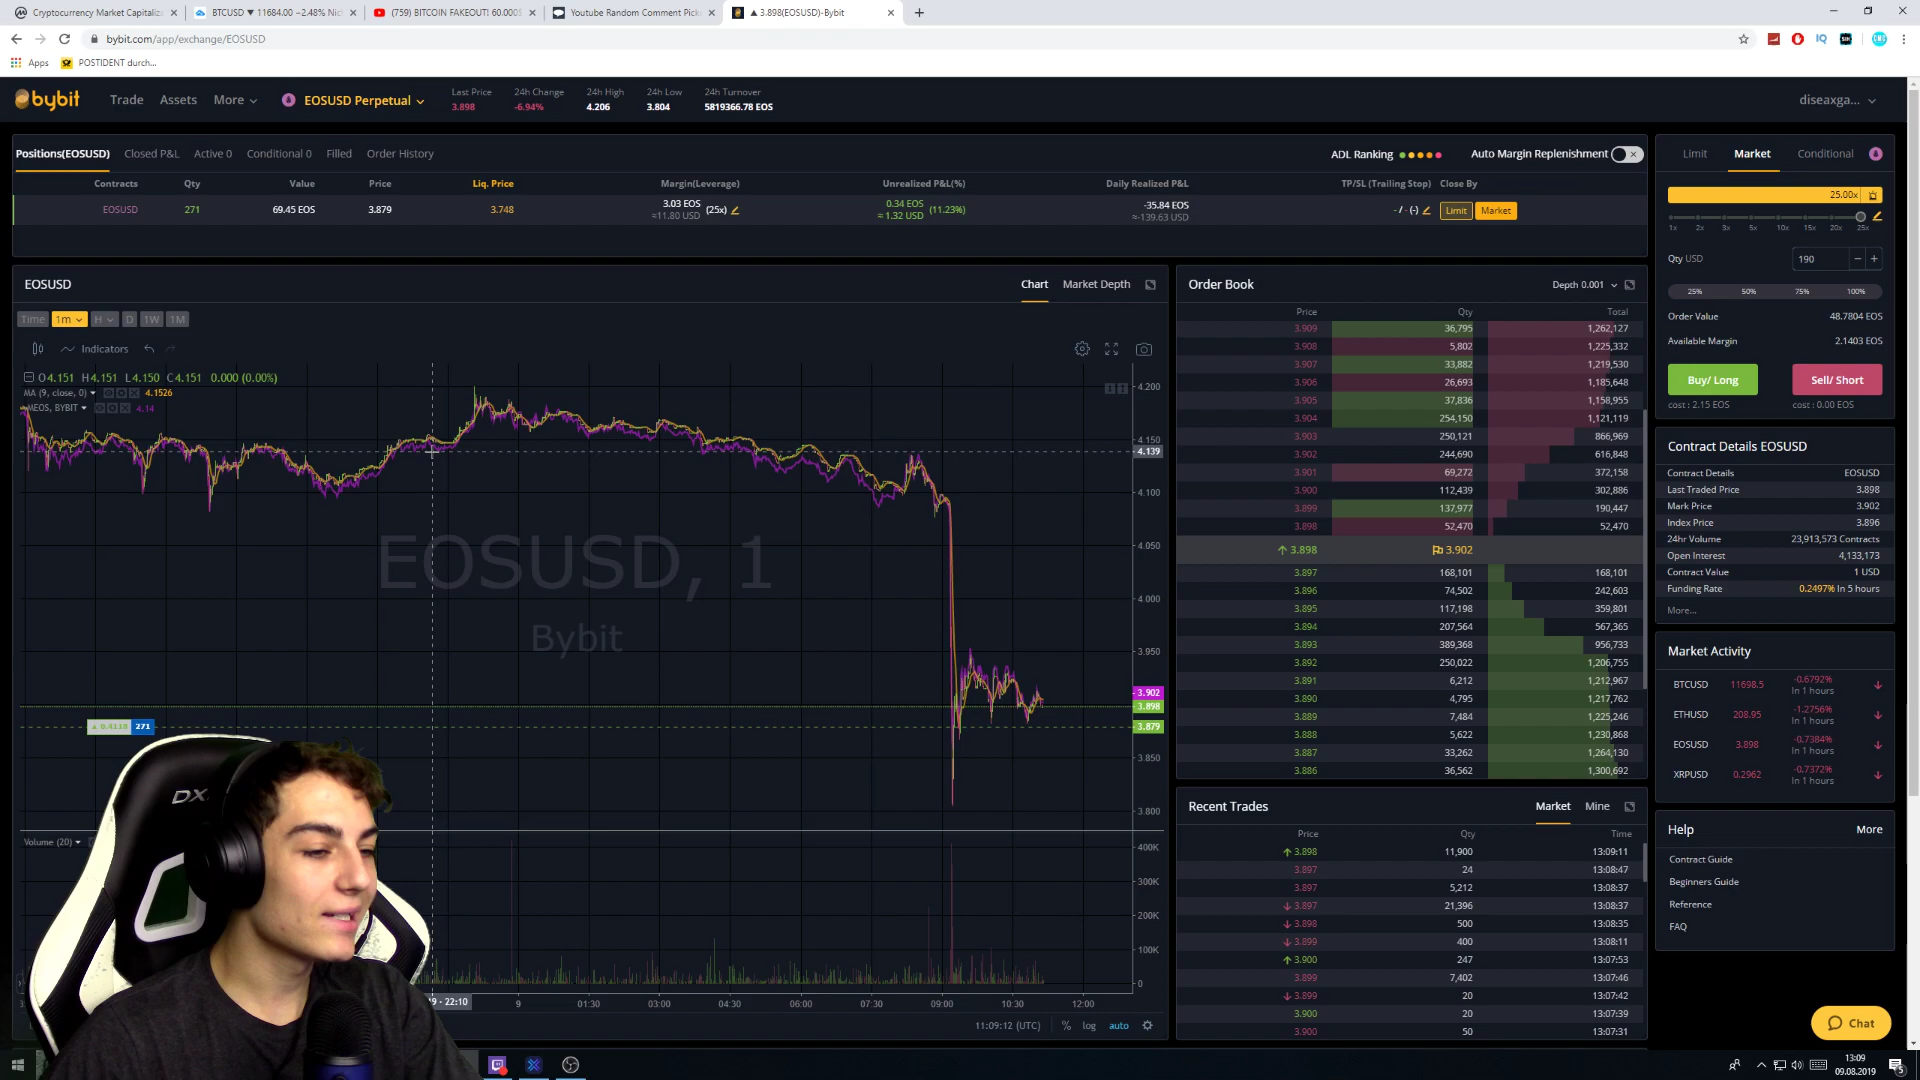 Cryptocurrency Market Capitaliz
BTCUSD ▼ 11684.00 −2.48%
(759) BITCOIN FAKEOUT! 60.000$
Youtube Random Comment Pick
▲ 3.898(EOSUSD)-Bybit
bybit.com/app/exchange/EOSUSD
Apps
POSTIDENT durch...
bybit
Trade Assets More
EOSUSD Perpetual
Last Price 24h Change 24h High 24h Low 24h Turnover
3.898 -6.94% 4.206 3.804 5819366.78 EOS
diseaxga...
Positions(EOSUSD) Closed P&L Active 0 Conditional 0 Filled Order History
ADL Ranking
Auto Margin Replenishment
Contracts Qty Value Price Liq. Price Margin(Leverage) Unrealized P&L(%) Daily Realized P&L TP/SL (Trailing Stop) Close By
EOSUSD 271 69.45 EOS 3.879 3.748 3.03 EOS (25x) 0.34 EOS (11.23%) -35.84 EOS - / - (-) Limit Market
≈11.80 USD ≈ 1.32 USD ≈-139.63 USD
EOSUSD
Chart Market Depth
Time 1m H D 1W 1M
Indicators
O4.151 H4.151 L4.150 C4.151 0.000 (0.00%)
MA (9, close, 0) 4.1526
MEOS, BYBIT 4.14
EOSUSD, 1
Bybit
4.200
4.150
4.139
4.100
4.050
4.000
3.950
3.902
3.898
3.879
3.850
3.800
0.4118 271
Volume (20)
400K
300K
200K
100K
0
9 - 22:10 9 01:30 03:00 04:30 06:00 07:30 09:00 10:30 12:00
11:09:12 (UTC) % log auto
Order Book
Depth 0.001
Price Qty Total
3.909 36,795 1,262,127
3.908 5,802 1,225,332
3.907 33,882 1,219,530
3.906 26,693 1,185,648
3.905 37,836 1,158,955
3.904 254,150 1,121,119
3.903 250,121 866,969
3.902 244,690 616,848
3.901 69,272 372,158
3.900 112,439 302,886
3.899 137,977 190,447
3.898 52,470 52,470
3.898 3.902
3.897 168,101 168,101
3.896 74,502 242,603
3.895 117,198 359,801
3.894 207,564 567,365
3.893 389,368 956,733
3.892 250,022 1,206,755
3.891 6,212 1,212,967
3.890 4,795 1,217,762
3.889 7,484 1,225,246
3.888 5,622 1,230,868
3.887 33,262 1,264,130
3.886 36,562 1,300,692
Recent Trades
Market Mine
Price Qty Time
3.898 11,900 13:09:11
3.897 24 13:08:47
3.897 5,212 13:08:37
3.897 21,396 13:08:37
3.898 500 13:08:35
3.899 400 13:08:11
3.900 247 13:07:53
3.899 7,402 13:07:46
3.899 20 13:07:42
3.900 20 13:07:39
3.900 50 13:07:31
Limit Market Conditional
25.00x
1x 2x 3x 5x 10x 15x 20x 25x
Qty USD 190
25% 50% 75% 100%
Order Value 48.7804 EOS
Available Margin 2.1403 EOS
Buy/ Long Sell/ Short
cost : 2.15 EOS cost : 0.00 EOS
Contract Details EOSUSD
Contract Details EOSUSD
Last Traded Price 3.898
Mark Price 3.902
Index Price 3.896
24hr Volume 23,913,573 Contracts
Open Interest 4,133,173
Contract Value 1 USD
Funding Rate 0.2497% In 5 hours
More...
Market Activity
BTCUSD 11698.5 -0.6792% In 1 hours
ETHUSD 208.95 -1.2756% In 1 hours
EOSUSD 3.898 -0.7384% In 1 hours
XRPUSD 0.2962 -0.7372% In 1 hours
Help More
Contract Guide
Beginners Guide
Reference
FAQ
Chat
DX
13:09
09.08.2019